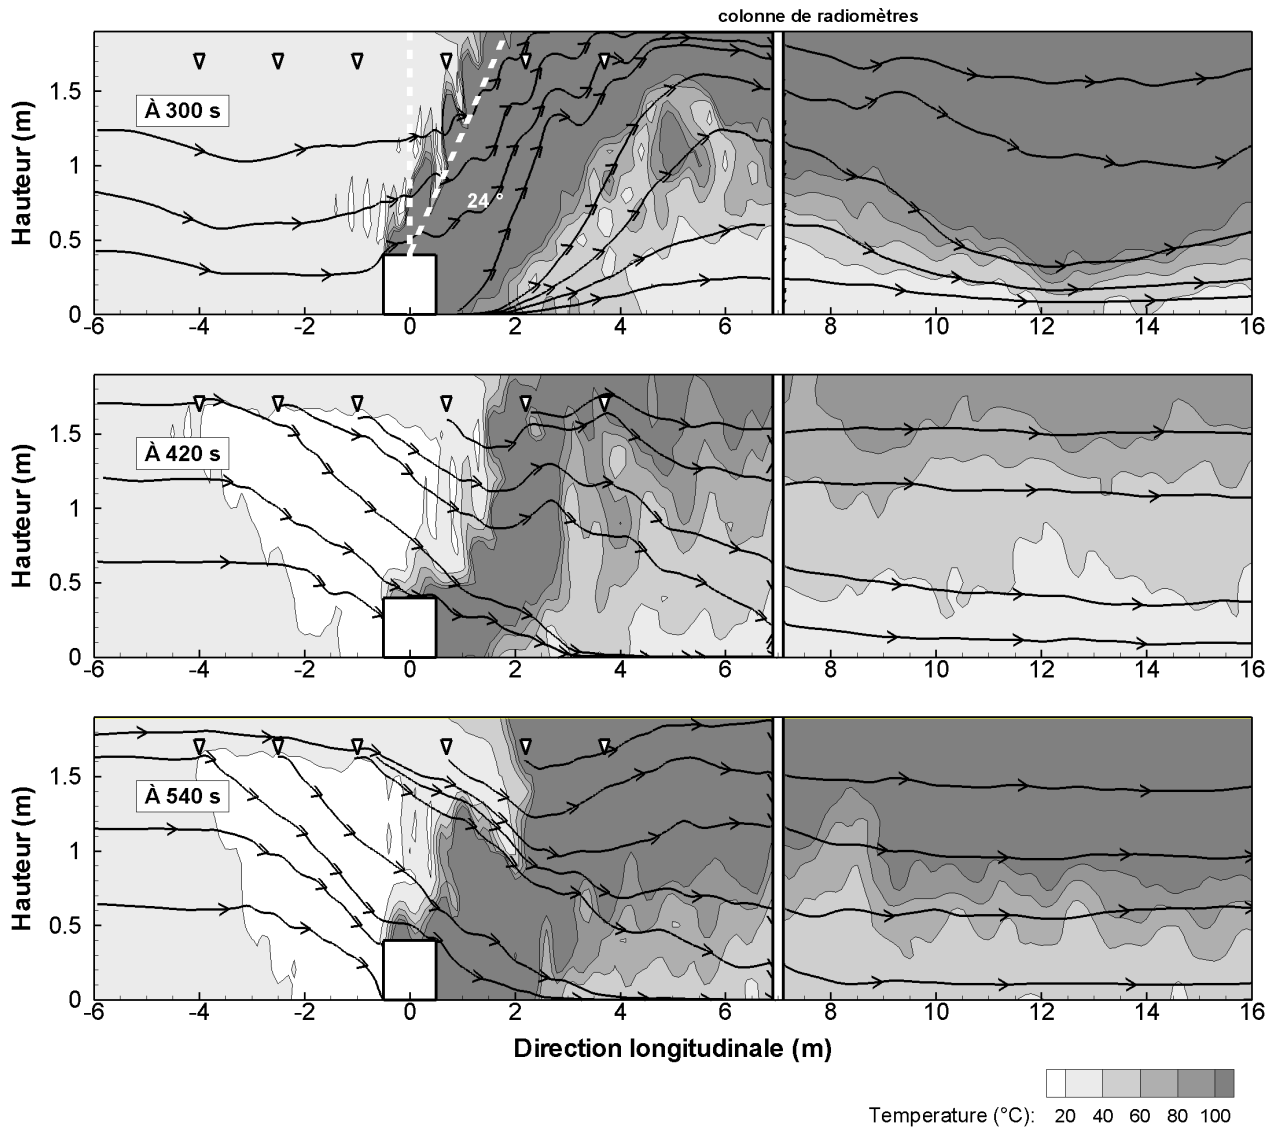 colonne de radiomètres
Hauteur (m)
1.5
1
0.5
0
À 300 s
24 °
-6 -4 -2 0 2 4 6 8 10 12 14 16
Hauteur (m)
1.5
1
0.5
0
À 420 s
-6 -4 -2 0 2 4 6 8 10 12 14 16
Hauteur (m)
1.5
1
0.5
0
À 540 s
-6 -4 -2 0 2 4 6 8 10 12 14 16
Direction longitudinale (m)
Temperature (°C): 20 40 60 80 100